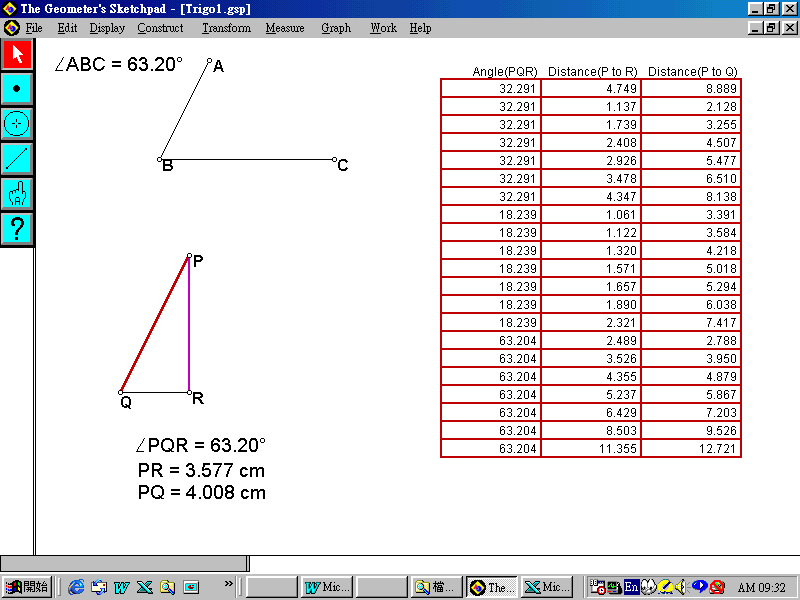 The Geometer's Sketchpad - [Trigo1.gsp]
File Edit Display Construct Transform Measure Graph Work Help
∠ABC = 63.20°
A
B
C
P
Q
R
∠PQR = 63.20°
PR = 3.577 cm
PQ = 4.008 cm
Angle(PQR) Distance(P to R) Distance(P to Q)
32.291 4.749 8.889
32.291 1.137 2.128
32.291 1.739 3.255
32.291 2.408 4.507
32.291 2.926 5.477
32.291 3.478 6.510
32.291 4.347 8.138
18.239 1.061 3.391
18.239 1.122 3.584
18.239 1.320 4.218
18.239 1.571 5.018
18.239 1.657 5.294
18.239 1.890 6.038
18.239 2.321 7.417
63.204 2.489 2.788
63.204 3.526 3.950
63.204 4.355 4.879
63.204 5.237 5.867
63.204 6.429 7.203
63.204 8.503 9.526
63.204 11.355 12.721
開始 » Mic... 檔... The... Mic... En AM 09:32